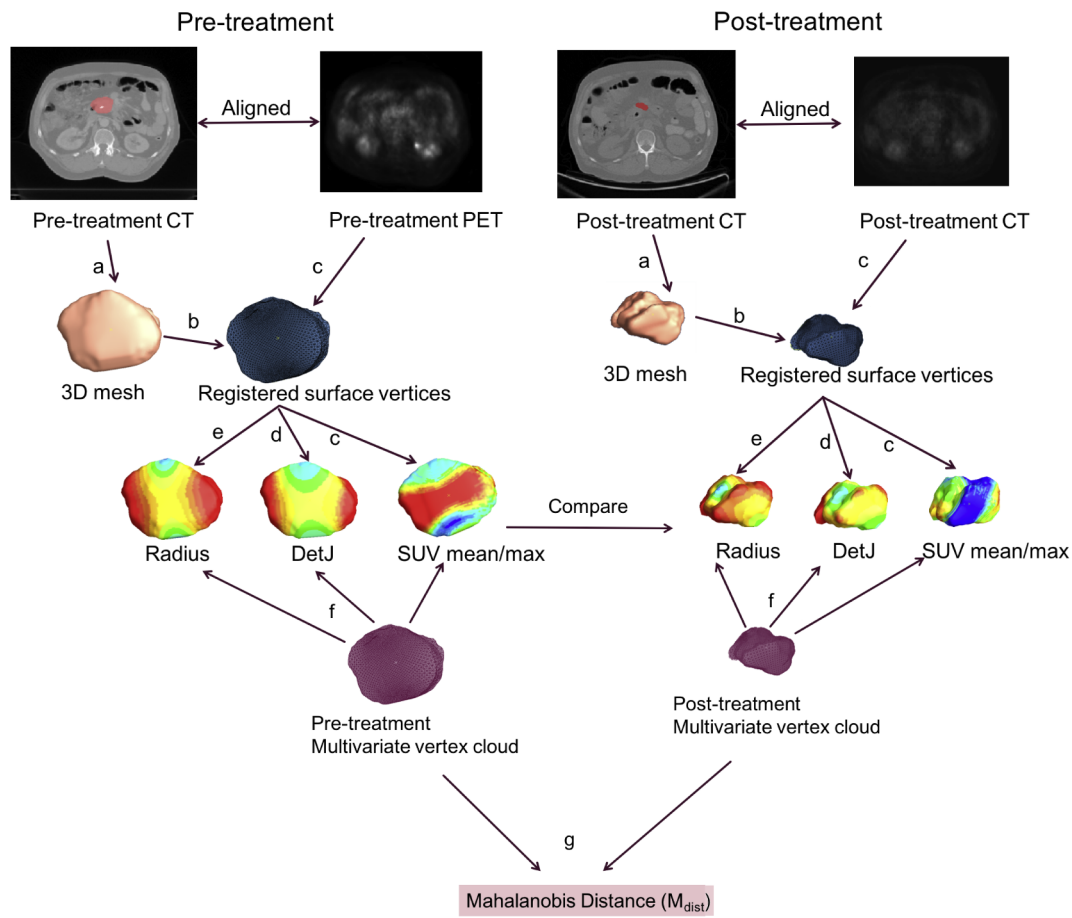 Pre-treatment
Post-treatment
Aligned
Aligned
Pre-treatment CT
Pre-treatment PET
Post-treatment CT
Post-treatment CT
a
c
a
c
b
b
3D mesh
Registered surface vertices
3D mesh
Registered surface vertices
e
d
c
e
d
c
Compare
Radius
DetJ
SUV mean/max
Radius
DetJ
SUV mean/max
f
f
Pre-treatment
Multivariate vertex cloud
Post-treatment
Multivariate vertex cloud
g
Mahalanobis Distance (Mdist)